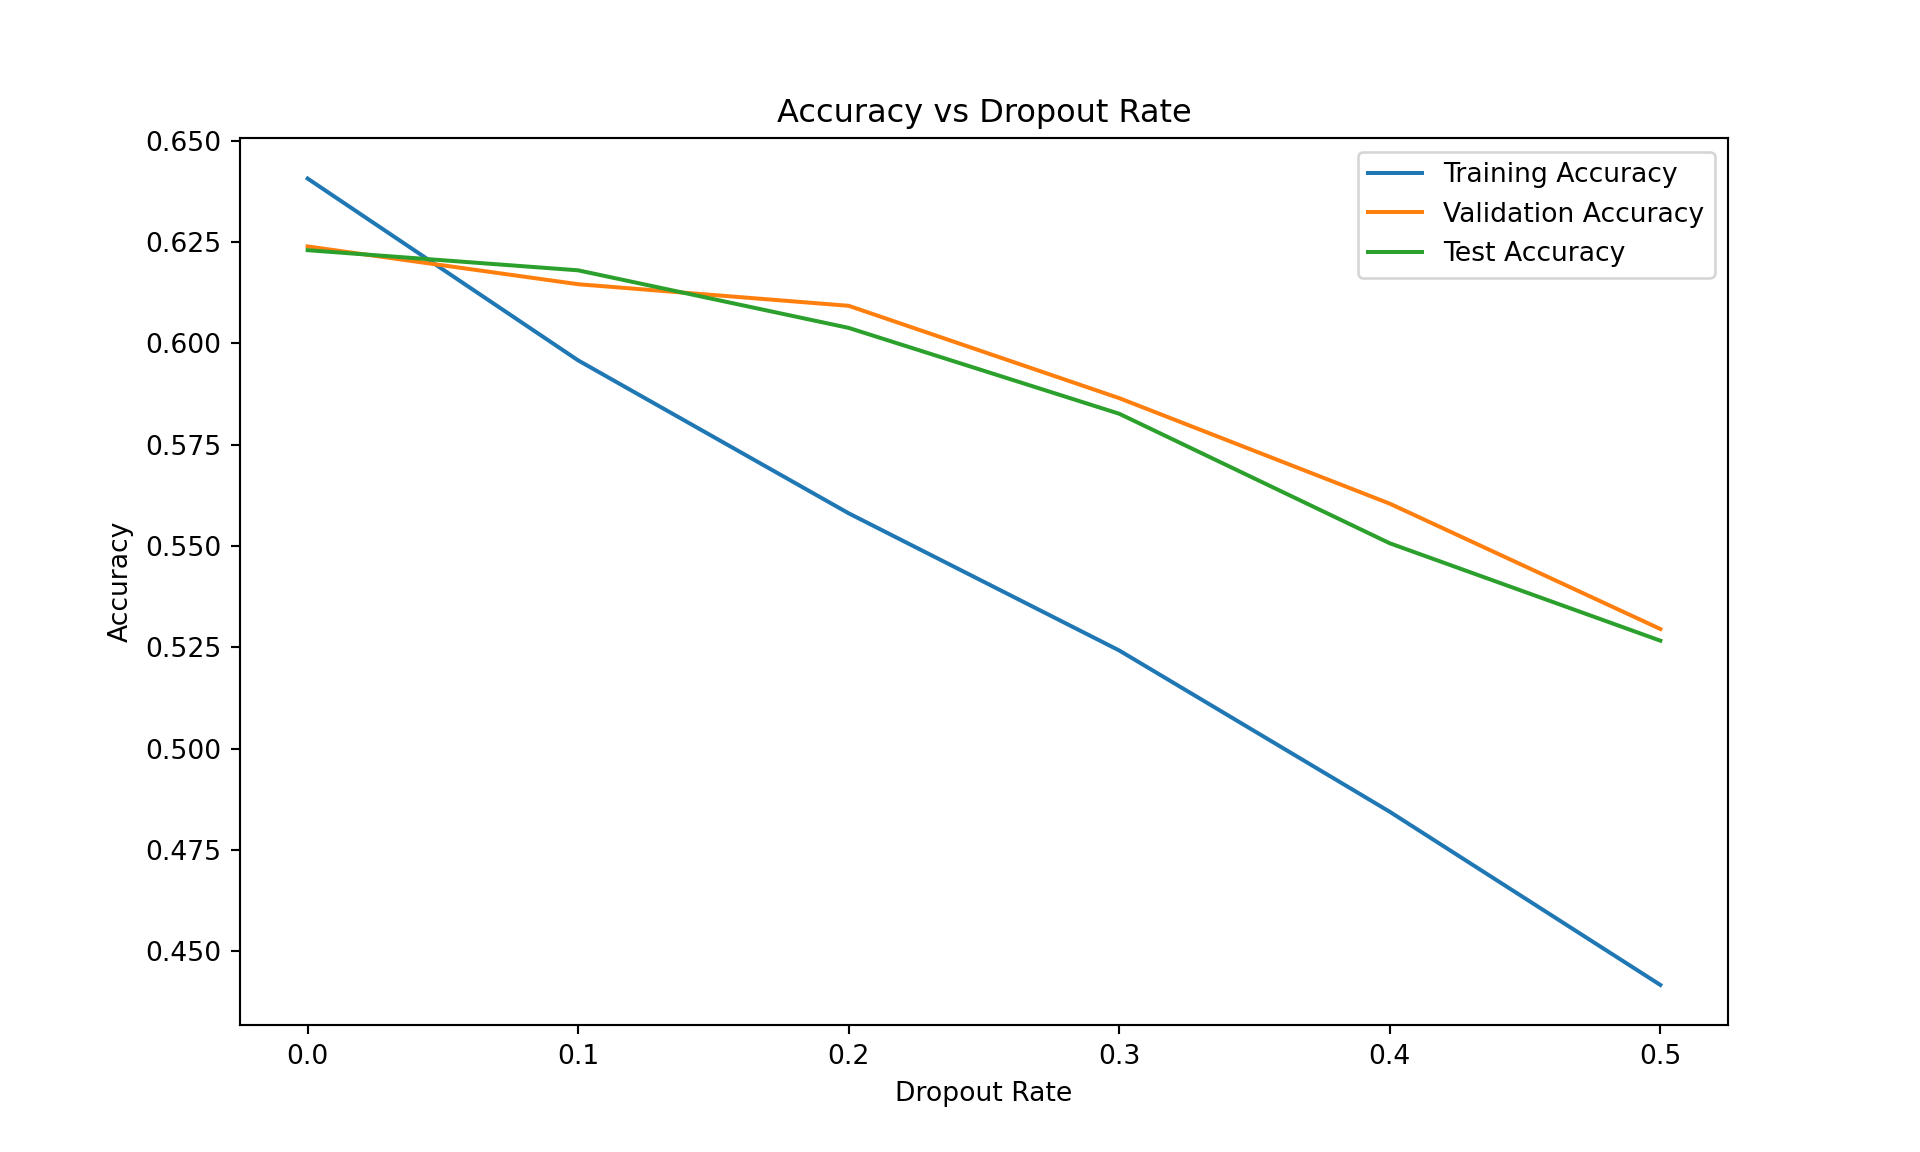 Accuracy vs Dropout Rate
Training Accuracy
Validation Accuracy
Test Accuracy
Accuracy
0.650
0.625
0.600
0.575
0.550
0.525
0.500
0.475
0.450
0.0 0.1 0.2 0.3 0.4 0.5
Dropout Rate